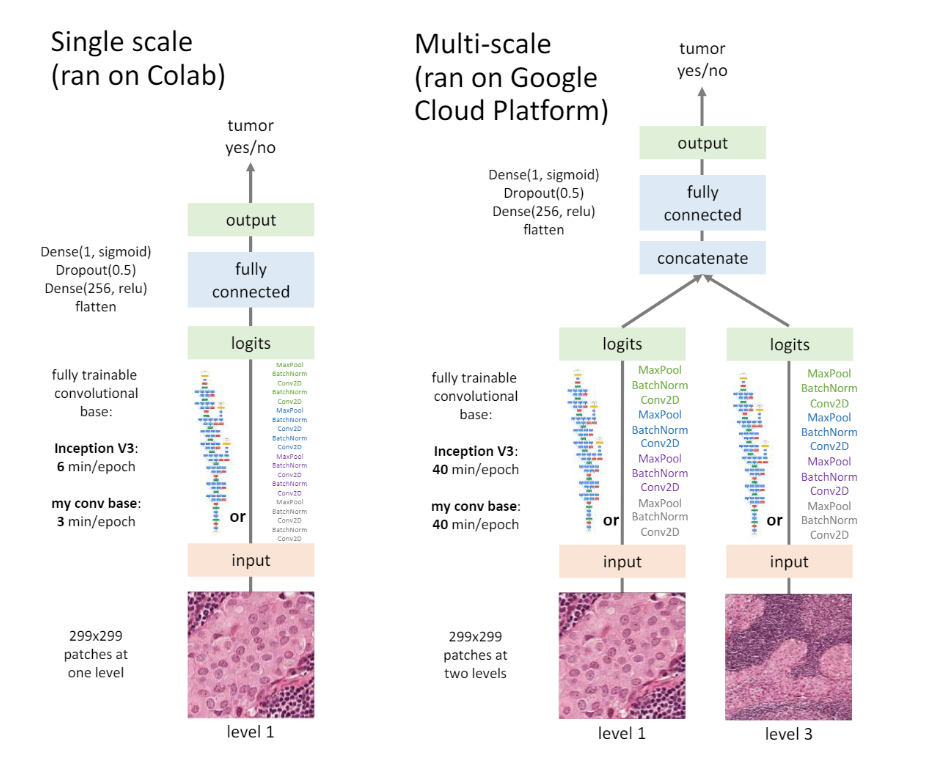 Single scale
(ran on Colab)
tumor
yes/no
output
Dense(1, sigmoid)
Dropout(0.5)
Dense(256, relu)
flatten
fully
connected
logits
fully trainable
convolutional
base:
Inception V3:
6 min/epoch
my conv base:
3 min/epoch
or
MaxPool
BatchNorm
Conv2D
BatchNorm
Conv2D
MaxPool
BatchNorm
Conv2D
BatchNorm
Conv2D
MaxPool
BatchNorm
Conv2D
BatchNorm
Conv2D
MaxPool
BatchNorm
Conv2D
BatchNorm
Conv2D
input
299x299
patches at
one level
level 1
Multi-scale
(ran on Google
Cloud Platform)
tumor
yes/no
output
Dense(1, sigmoid)
Dropout(0.5)
Dense(256, relu)
flatten
fully
connected
concatenate
logits
logits
fully trainable
convolutional
base:
Inception V3:
40 min/epoch
my conv base:
40 min/epoch
or
MaxPool
BatchNorm
Conv2D
MaxPool
BatchNorm
Conv2D
MaxPool
BatchNorm
Conv2D
MaxPool
BatchNorm
Conv2D
or
MaxPool
BatchNorm
Conv2D
MaxPool
BatchNorm
Conv2D
MaxPool
BatchNorm
Conv2D
MaxPool
BatchNorm
Conv2D
input
input
299x299
patches at
two levels
level 1
level 3